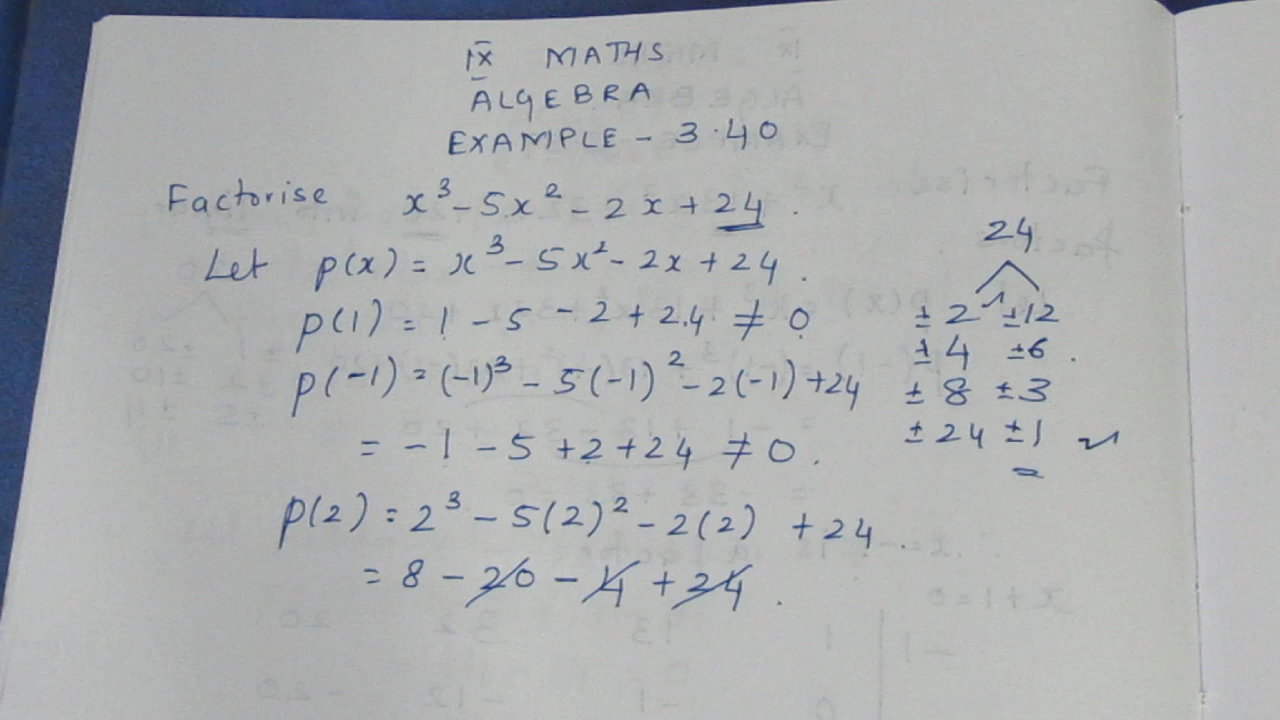 IX MATHS
ALGEBRA
EXAMPLE - 3.40
Factorise x³ - 5x² - 2x + 24.
Let p(x) = x³ - 5x² - 2x + 24.
p(1) = 1 - 5 - 2 + 24 ≠ 0
p(-1) = (-1)³ - 5(-1)² - 2(-1) + 24
= -1 - 5 + 2 + 24 ≠ 0.
p(2) = 2³ - 5(2)² - 2(2) + 24.
= 8 - 20 - 4 + 24.
24
±2 ±12
±4 ±6.
±8 ±3
±24 ±1